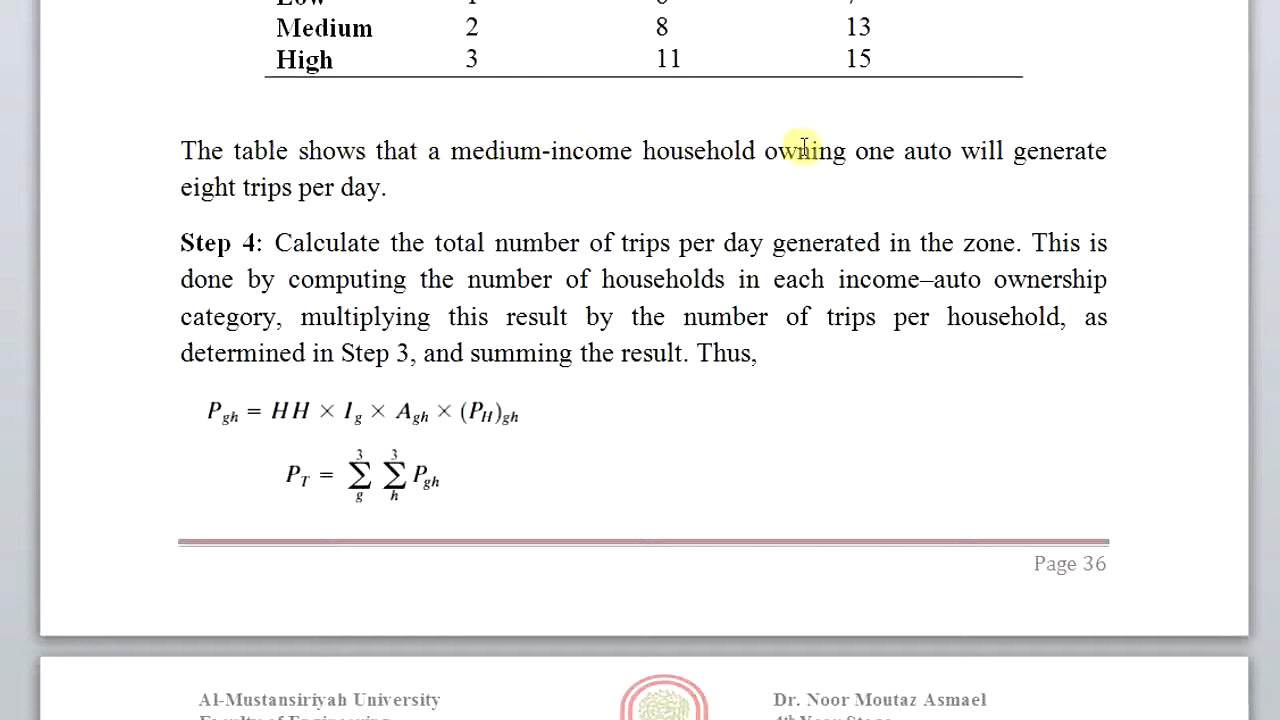 Medium 2 8 13
High 3 11 15
The table shows that a medium-income household owning one auto will generate
eight trips per day.
Step 4: Calculate the total number of trips per day generated in the zone. This is
done by computing the number of households in each income–auto ownership
category, multiplying this result by the number of trips per household, as
determined in Step 3, and summing the result. Thus,
P_gh = HH × I_g × A_gh × (P_H)_gh
P_T = ∑_g^3 ∑_h^3 P_gh
Page 36
Al-Mustansiriyah University Dr. Noor Moutaz Asmael